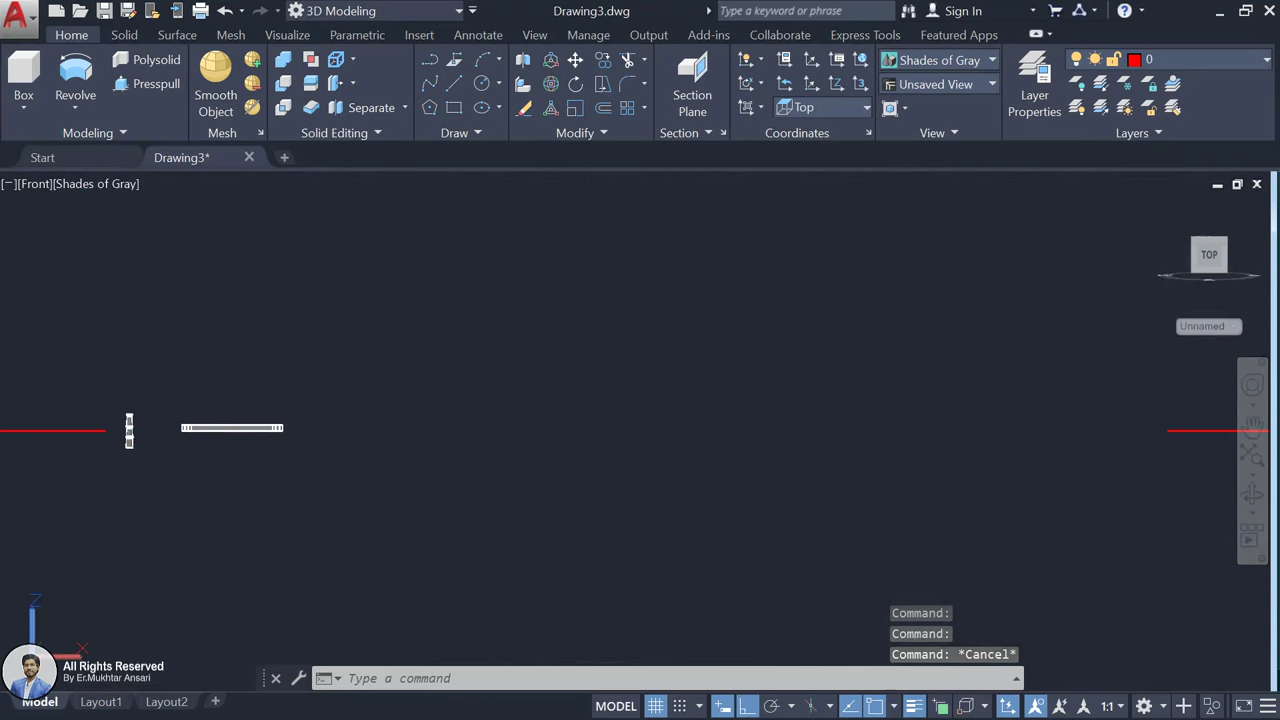 A 3D Modeling Drawing3.dwg Type a keyword or phrase Sign In ?
Home Solid Surface Mesh Visualize Parametric Insert Annotate View Manage Output Add-ins Collaborate Express Tools Featured Apps
Box Revolve Polysolid Presspull
Smooth Object
Separate
Section Plane
Top
Shades of Gray
Unsaved View
Layer Properties
0
Modeling Mesh Solid Editing Draw Modify Section Coordinates View Layers
Start Drawing3*
[−][Front][Shades of Gray]
TOP
Unnamed
Z
X
Command:
Command:
Command: *Cancel*
All Rights Reserved
By Er.Mukhtar Ansari
Type a command
Model Layout1 Layout2 +
MODEL 1:1